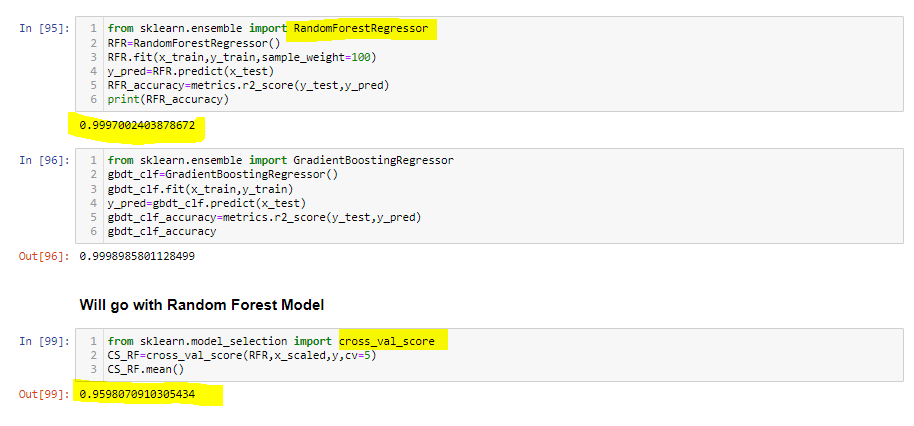 In [95]:
1 from sklearn.ensemble import RandomForestRegressor
2 RFR=RandomForestRegressor()
3 RFR.fit(x_train,y_train,sample_weight=100)
4 y_pred=RFR.predict(x_test)
5 RFR_accuracy=metrics.r2_score(y_test,y_pred)
6 print(RFR_accuracy)
0.9997002403878672
In [96]:
1 from sklearn.ensemble import GradientBoostingRegressor
2 gbdt_clf=GradientBoostingRegressor()
3 gbdt_clf.fit(x_train,y_train)
4 y_pred=gbdt_clf.predict(x_test)
5 gbdt_clf_accuracy=metrics.r2_score(y_test,y_pred)
6 gbdt_clf_accuracy
Out[96]: 0.9998985801128499
Will go with Random Forest Model
In [99]:
1 from sklearn.model_selection import cross_val_score
2 CS_RF=cross_val_score(RFR,x_scaled,y,cv=5)
3 CS_RF.mean()
Out[99]: 0.9598070910305434